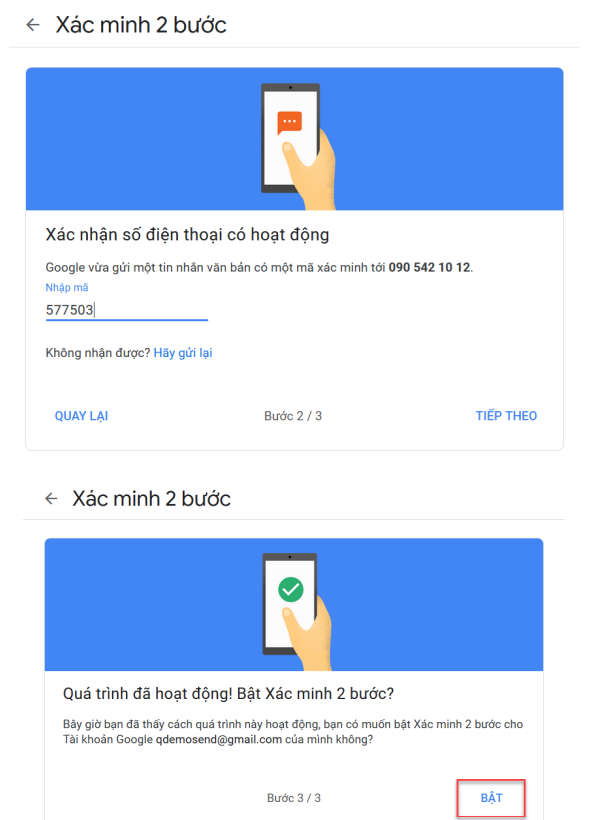 ← Xác minh 2 bước
Xác nhận số điện thoại có hoạt động
Google vừa gửi một tin nhắn văn bản có một mã xác minh tới 090 542 10 12.
Nhập mã
577503
Không nhận được? Hãy gửi lại
QUAY LẠI Bước 2 / 3 TIẾP THEO
← Xác minh 2 bước
Quá trình đã hoạt động! Bật Xác minh 2 bước?
Bây giờ bạn đã thấy cách quá trình này hoạt động, bạn có muốn bật Xác minh 2 bước cho
Tài khoản Google qdemosend@gmail.com của mình không?
Bước 3 / 3 BẬT